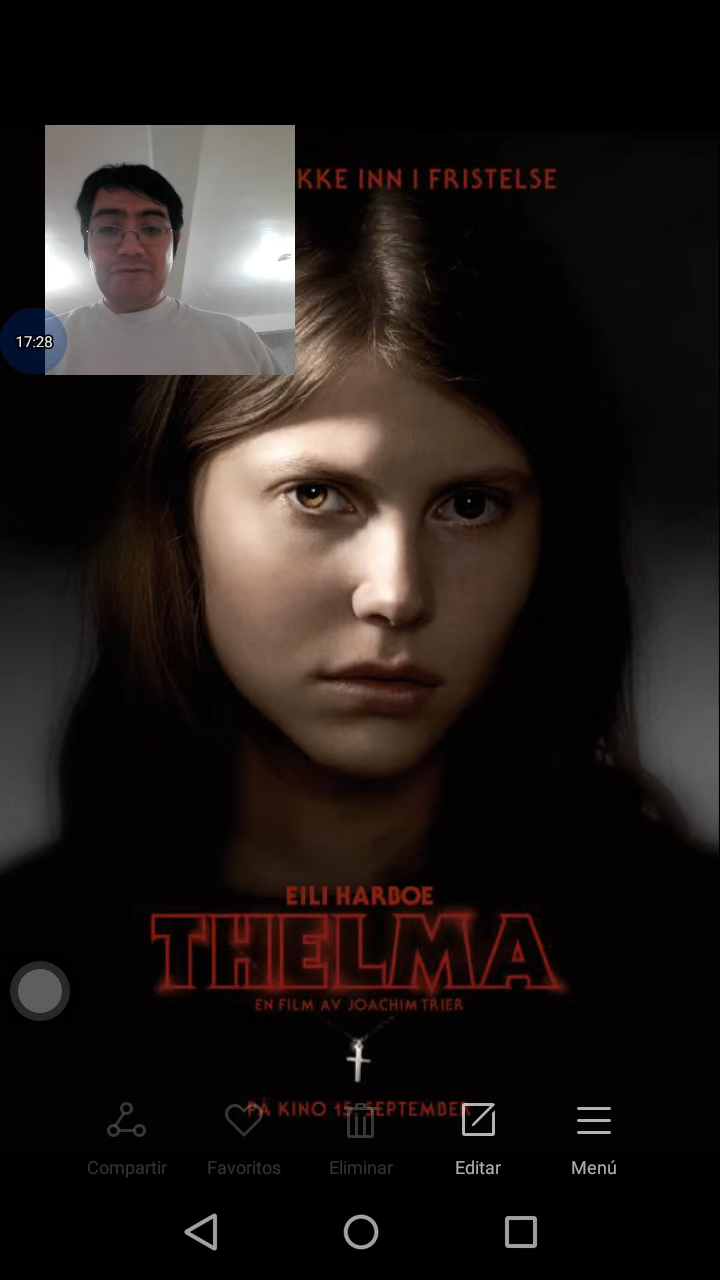 KKE INN I FRISTELSE
17:28
EILI HARBOE
THELMA
EN FILM AV JOACHIM TRIER
PÅ KINO 15. SEPTEMBER
Compartir Favoritos Eliminar Editar Menú